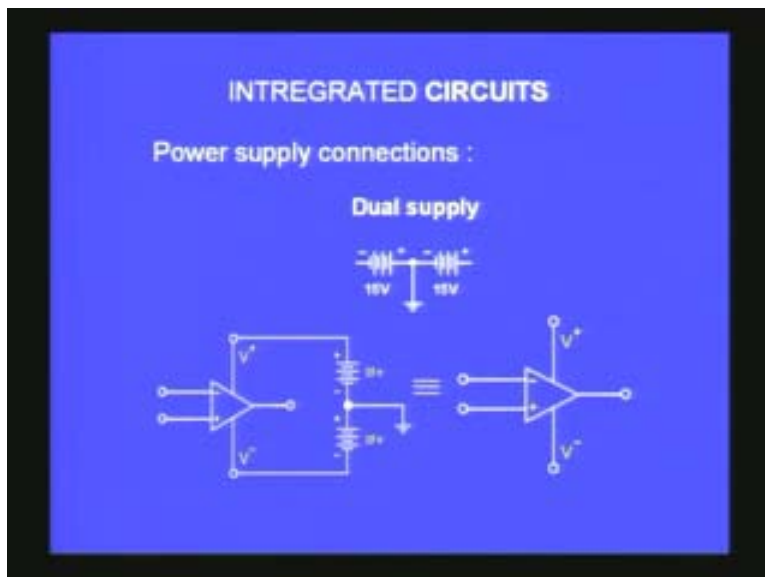 INTREGRATED CIRCUITS
Power supply connections :
Dual supply
- + - +
15V 15V
V+ V+
+
-
- -
+ +
+
-
V- V-